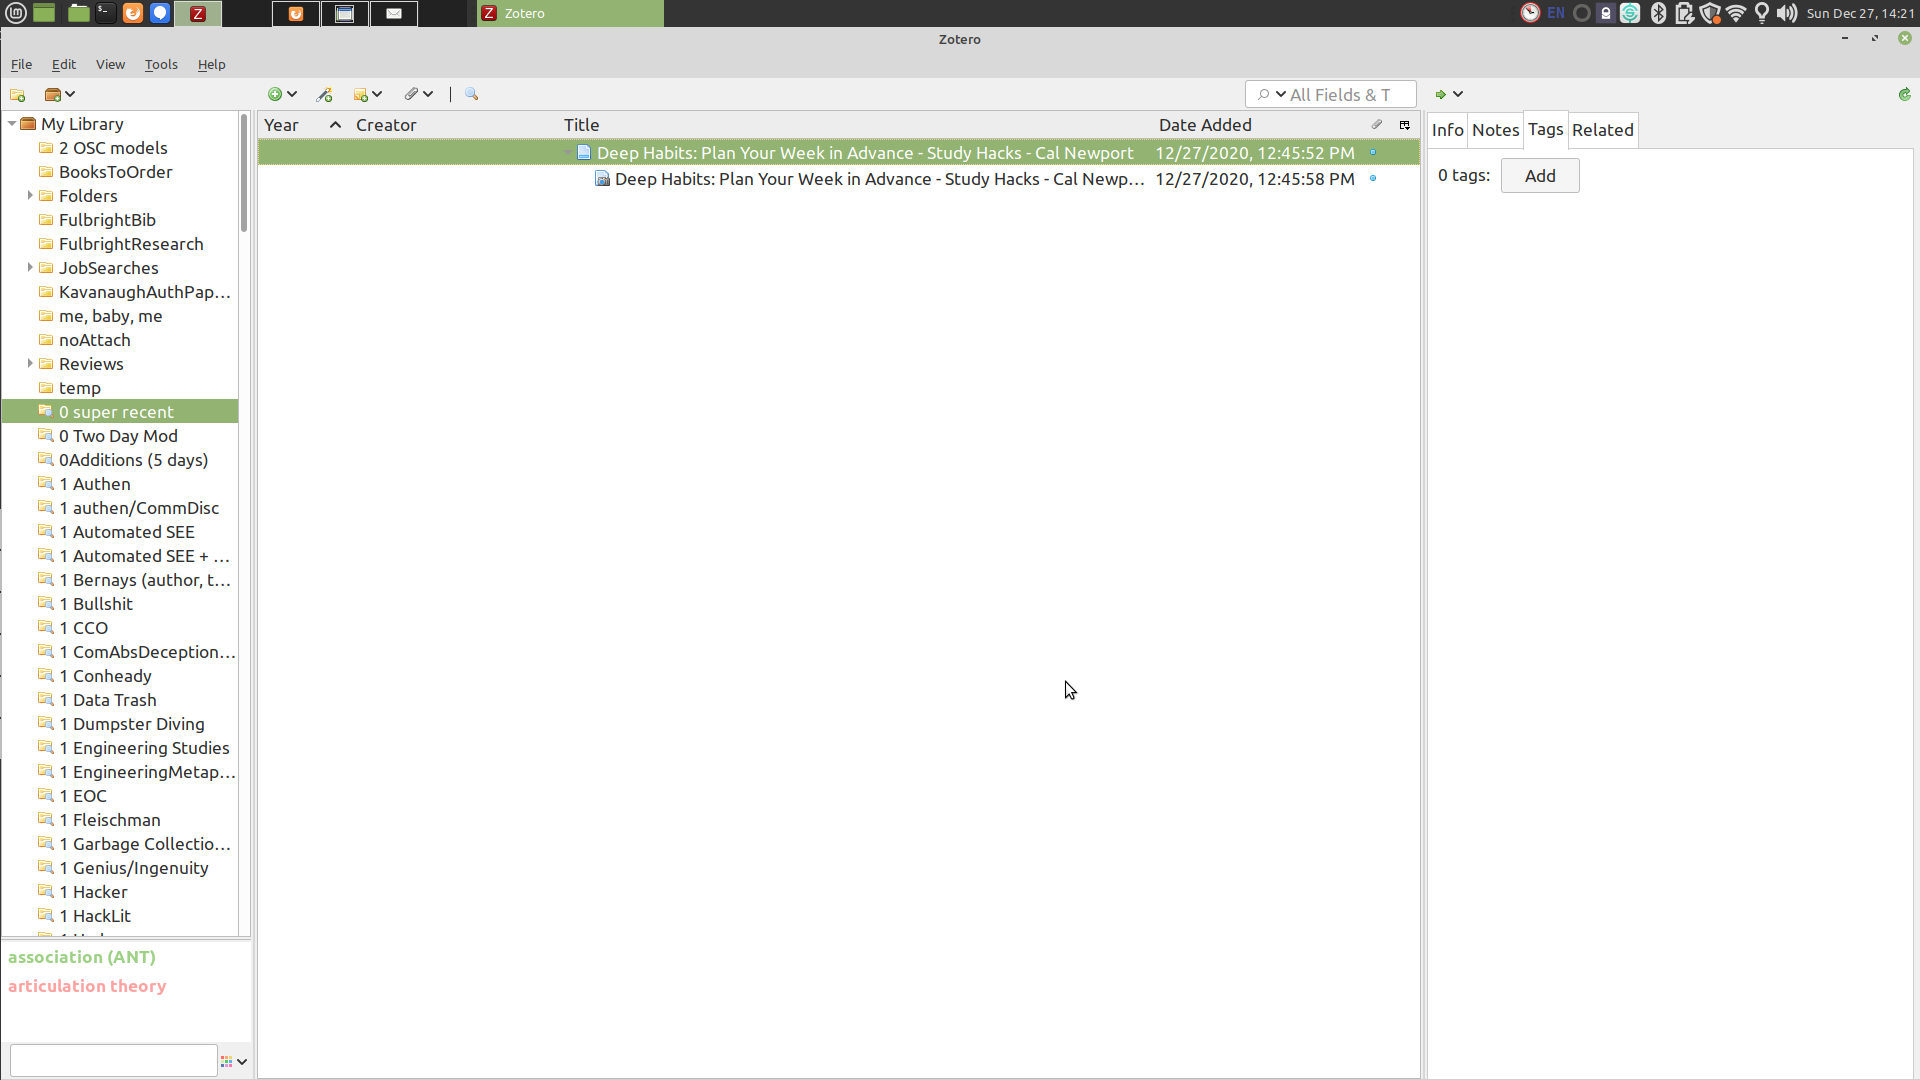 Zotero
EN
Sun Dec 27, 14:21
Zotero
File Edit View Tools Help
All Fields & T
My Library
2 OSC models
BooksToOrder
Folders
FulbrightBib
FulbrightResearch
JobSearches
KavanaughAuthPap...
me, baby, me
noAttach
Reviews
temp
0 super recent
0 Two Day Mod
0Additions (5 days)
1 Authen
1 authen/CommDisc
1 Automated SEE
1 Automated SEE + ...
1 Bernays (author, t...
1 Bullshit
1 CCO
1 ComAbsDeception...
1 Conheady
1 Data Trash
1 Dumpster Diving
1 Engineering Studies
1 EngineeringMetap...
1 EOC
1 Fleischman
1 Garbage Collectio...
1 Genius/Ingenuity
1 Hacker
1 HackLit
association (ANT)
articulation theory
Year Creator Title Date Added
Deep Habits: Plan Your Week in Advance - Study Hacks - Cal Newport 12/27/2020, 12:45:52 PM
Deep Habits: Plan Your Week in Advance - Study Hacks - Cal Newp... 12/27/2020, 12:45:58 PM
Info Notes Tags Related
0 tags: Add